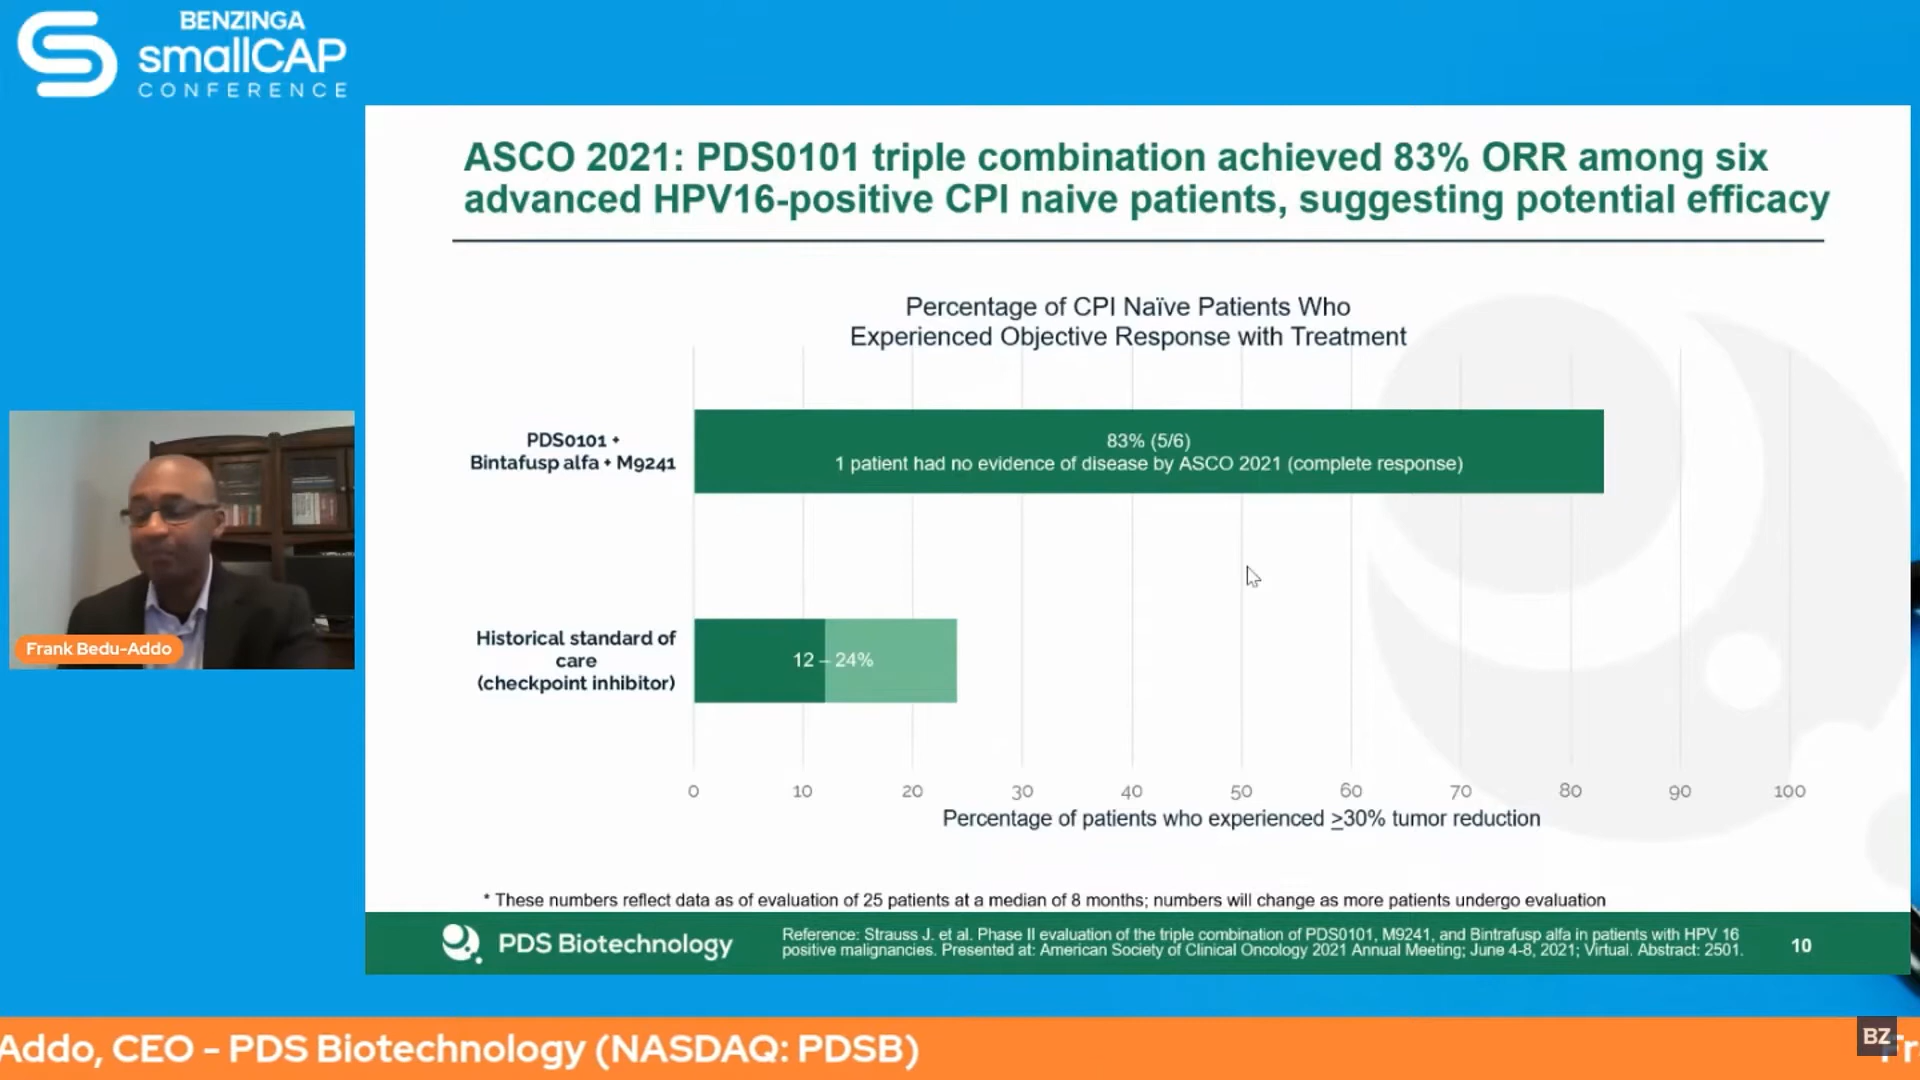 BENZINGA
smallCAP
CONFERENCE
ASCO 2021: PDS0101 triple combination achieved 83% ORR among six
advanced HPV16-positive CPI naive patients, suggesting potential efficacy
Percentage of CPI Naïve Patients Who
Experienced Objective Response with Treatment
PDS0101 +
Bintafusp alfa + M9241
83% (5/6)
1 patient had no evidence of disease by ASCO 2021 (complete response)
Historical standard of
care
(checkpoint inhibitor)
12 – 24%
0 10 20 30 40 50 60 70 80 90 100
Percentage of patients who experienced ≥30% tumor reduction
* These numbers reflect data as of evaluation of 25 patients at a median of 8 months; numbers will change as more patients undergo evaluation
PDS Biotechnology
Reference: Strauss J. et al. Phase II evaluation of the triple combination of PDS0101, M9241, and Bintrafusp alfa in patients with HPV 16
positive malignancies. Presented at: American Society of Clinical Oncology 2021 Annual Meeting; June 4-8, 2021; Virtual. Abstract: 2501.
10
Frank Bedu-Addo
Addo, CEO - PDS Biotechnology (NASDAQ: PDSB)
BZ
Fr